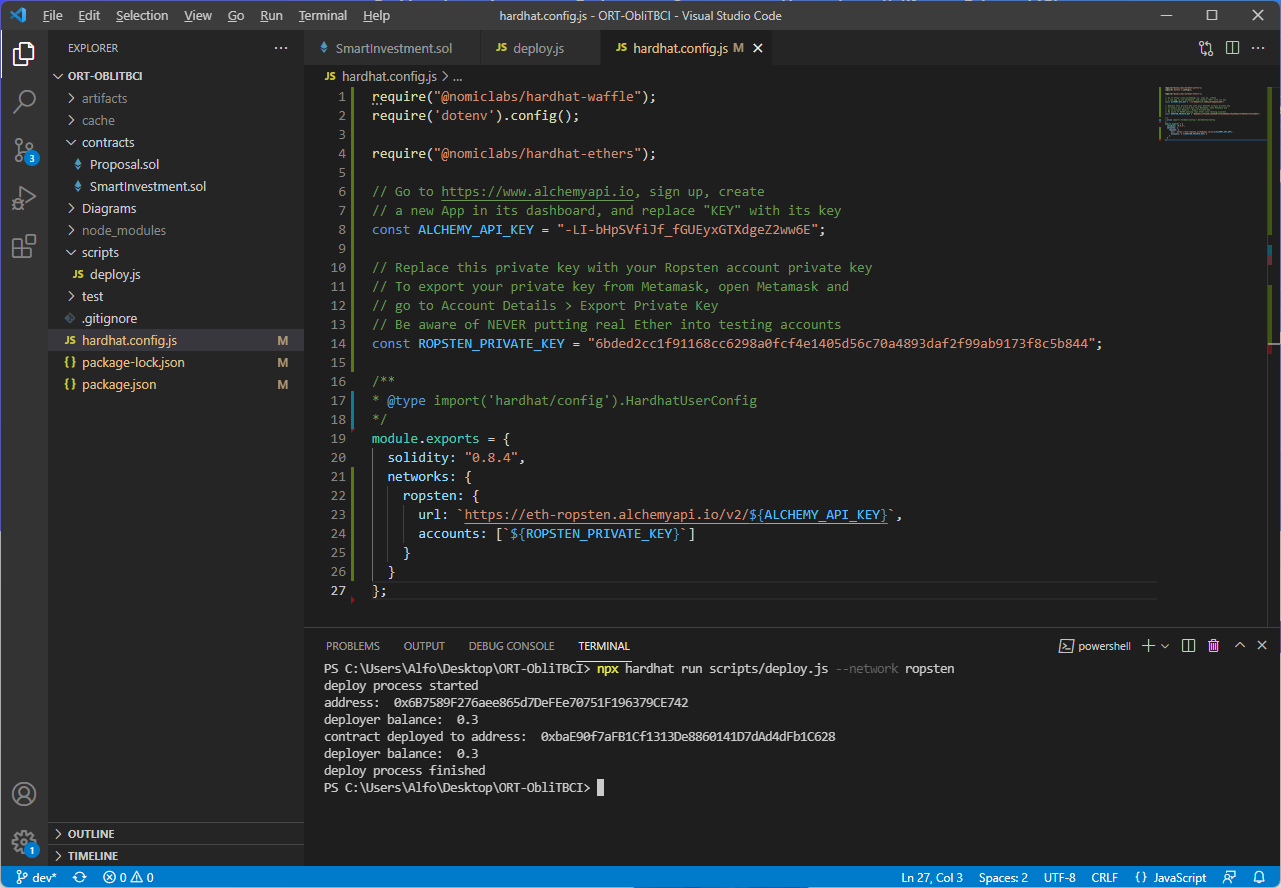 File Edit Selection View Go Run Terminal Help hardhat.config.js - ORT-ObliTBCI - Visual Studio Code
EXPLORER
ORT-OBLITBCI
artifacts
cache
contracts
Proposal.sol
SmartInvestment.sol
Diagrams
node_modules
scripts
JS deploy.js
test
.gitignore
JS hardhat.config.js M
{} package-lock.json M
{} package.json M
OUTLINE
TIMELINE
3
1
SmartInvestment.sol JS deploy.js JS hardhat.config.js M
JS hardhat.config.js > ...
1 require("@nomiclabs/hardhat-waffle");
2 require('dotenv').config();
3
4 require("@nomiclabs/hardhat-ethers");
5
6 // Go to https://www.alchemyapi.io, sign up, create
7 // a new App in its dashboard, and replace "KEY" with its key
8 const ALCHEMY_API_KEY = "-LI-bHpSVfiJf_fGUEyxGTXdgeZ2ww6E";
9
10 // Replace this private key with your Ropsten account private key
11 // To export your private key from Metamask, open Metamask and
12 // go to Account Details > Export Private Key
13 // Be aware of NEVER putting real Ether into testing accounts
14 const ROPSTEN_PRIVATE_KEY = "6bded2cc1f91168cc6298a0fcf4e1405d56c70a4893daf2f99ab9173f8c5b844";
15
16 /**
17 * @type import('hardhat/config').HardhatUserConfig
18 */
19 module.exports = {
20 solidity: "0.8.4",
21 networks: {
22 ropsten: {
23 url: `https://eth-ropsten.alchemyapi.io/v2/${ALCHEMY_API_KEY}`,
24 accounts: [`${ROPSTEN_PRIVATE_KEY}`]
25 }
26 }
27 };
PROBLEMS OUTPUT DEBUG CONSOLE TERMINAL powershell
PS C:\Users\Alfo\Desktop\ORT-ObliTBCI> npx hardhat run scripts/deploy.js --network ropsten
deploy process started
address: 0x6B7589F276aee865d7DeFEe70751F196379CE742
deployer balance: 0.3
contract deployed to address: 0xbaE90f7aFB1Cf1313De8860141D7dAd4dFb1C628
deployer balance: 0.3
deploy process finished
PS C:\Users\Alfo\Desktop\ORT-ObliTBCI>
dev* 0 0 Ln 27, Col 3 Spaces: 2 UTF-8 CRLF {} JavaScript